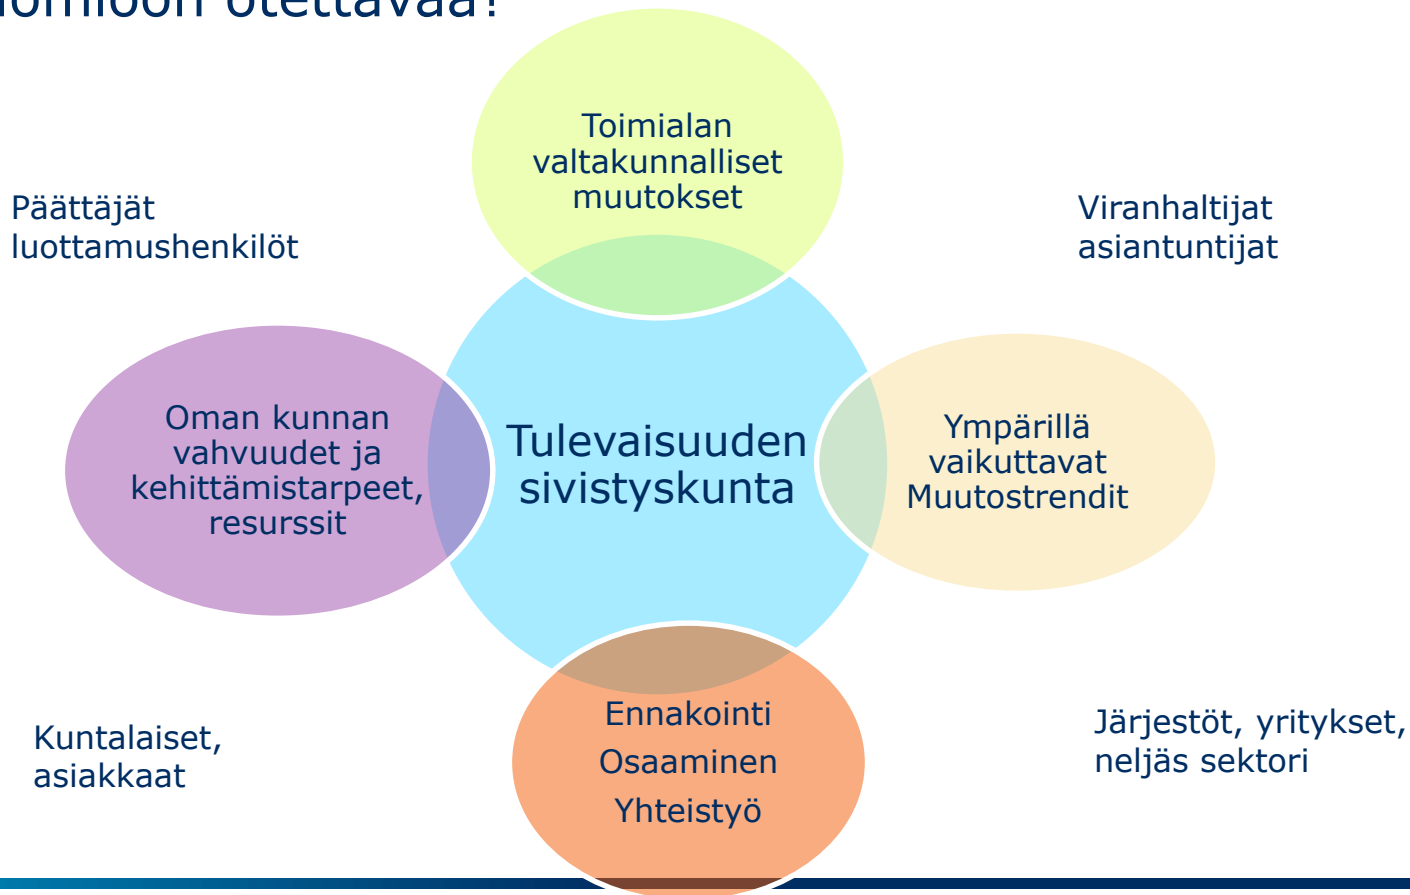 otettavaa?
Toimialan
valtakunnalliset
muutokset
Päättäjät
luottamushenkilöt
Viranhaltijat
asiantuntijat
Oman kunnan
vahvuudet ja
kehittämistarpeet,
resurssit
Tulevaisuuden
sivistyskunta
Ympärillä
vaikuttavat
Muutostrendit
Kuntalaiset,
asiakkaat
Ennakointi
Osaaminen
Yhteistyö
Järjestöt, yritykset,
neljäs sektori